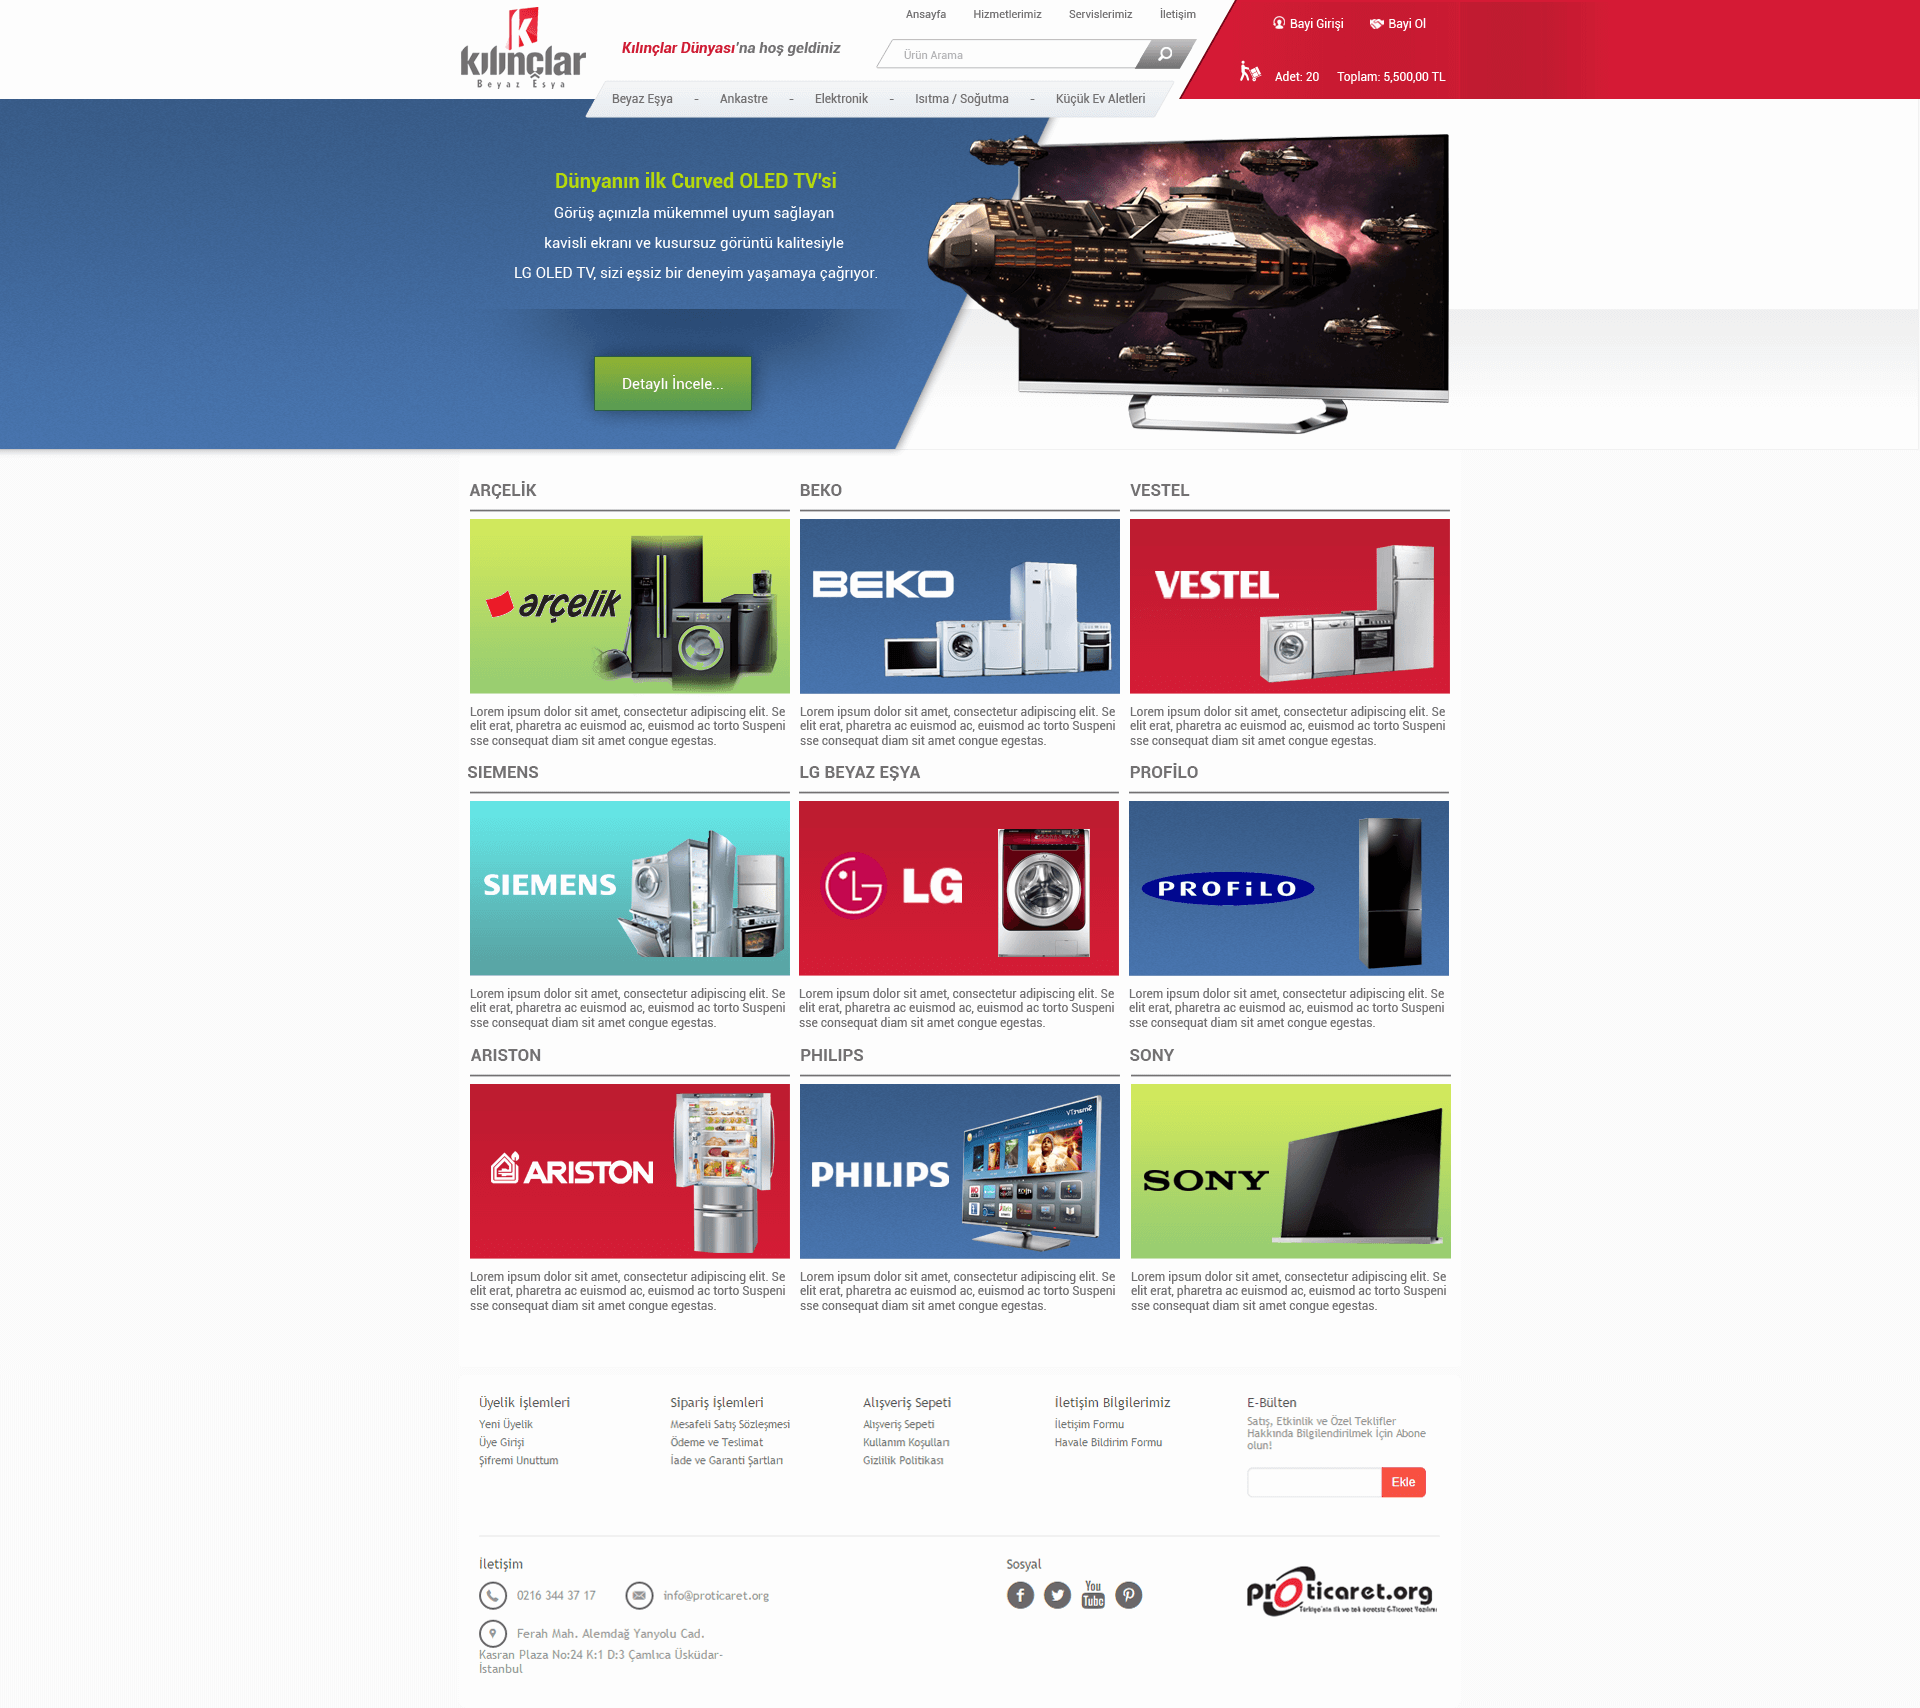 Ansayfa Hizmetlerimiz Servislerimiz İletişim
Bayi Girişi Bayi Ol
K
kılınçlar
Beyaz Eşya
Kılınçlar Dünyası'na hoş geldiniz
Ürün Arama
Adet: 20 Toplam: 5,500,00 TL
Beyaz Eşya - Ankastre - Elektronik - Isıtma / Soğutma - Küçük Ev Aletleri
Dünyanın ilk Curved OLED TV'si
Görüş açınızla mükemmel uyum sağlayan
kavisli ekranı ve kusursuz görüntü kalitesiyle
LG OLED TV, sizi eşsiz bir deneyim yaşamaya çağrıyor.
Detaylı İncele...
LG
ARÇELİK
arçelik
Lorem ipsum dolor sit amet, consectetur adipiscing elit. Se
elit erat, pharetra ac euismod ac, euismod ac torto Suspeni
sse consequat diam sit amet congue egestas.
BEKO
BEKO
Lorem ipsum dolor sit amet, consectetur adipiscing elit. Se
elit erat, pharetra ac euismod ac, euismod ac torto Suspeni
sse consequat diam sit amet congue egestas.
VESTEL
VESTEL
Lorem ipsum dolor sit amet, consectetur adipiscing elit. Se
elit erat, pharetra ac euismod ac, euismod ac torto Suspeni
sse consequat diam sit amet congue egestas.
SIEMENS
SIEMENS
Lorem ipsum dolor sit amet, consectetur adipiscing elit. Se
elit erat, pharetra ac euismod ac, euismod ac torto Suspeni
sse consequat diam sit amet congue egestas.
LG BEYAZ EŞYA
LG
Lorem ipsum dolor sit amet, consectetur adipiscing elit. Se
elit erat, pharetra ac euismod ac, euismod ac torto Suspeni
sse consequat diam sit amet congue egestas.
PROFİLO
PROFiLO
Lorem ipsum dolor sit amet, consectetur adipiscing elit. Se
elit erat, pharetra ac euismod ac, euismod ac torto Suspeni
sse consequat diam sit amet congue egestas.
ARISTON
ARISTON
Lorem ipsum dolor sit amet, consectetur adipiscing elit. Se
elit erat, pharetra ac euismod ac, euismod ac torto Suspeni
sse consequat diam sit amet congue egestas.
PHILIPS
PHILIPS
Lorem ipsum dolor sit amet, consectetur adipiscing elit. Se
elit erat, pharetra ac euismod ac, euismod ac torto Suspeni
sse consequat diam sit amet congue egestas.
SONY
SONY
Lorem ipsum dolor sit amet, consectetur adipiscing elit. Se
elit erat, pharetra ac euismod ac, euismod ac torto Suspeni
sse consequat diam sit amet congue egestas.
Üyelik İşlemleri
Yeni Üyelik
Üye Girişi
Şifremi Unuttum
Sipariş İşlemleri
Mesafeli Satış Sözleşmesi
Ödeme ve Teslimat
İade ve Garanti Şartları
Alışveriş Sepeti
Alışveriş Sepeti
Kullanım Koşulları
Gizlilik Politikası
İletişim Bİlgilerimiz
İletişim Formu
Havale Bildirim Formu
E-Bülten
Satış, Etkinlik ve Özel Teklifler
Hakkında Bilgilendirilmek İçin Abone
olun!
Ekle
İletişim
0216 344 37 17 info@proticaret.org
Ferah Mah. Alemdağ Yanyolu Cad.
Kasran Plaza No:24 K:1 D:3 Çamlıca Üsküdar-
İstanbul
Sosyal
You
Tube
proticaret.org
Türkiye'nin ilk ve tek ücretsiz E-Ticaret Yazılımı